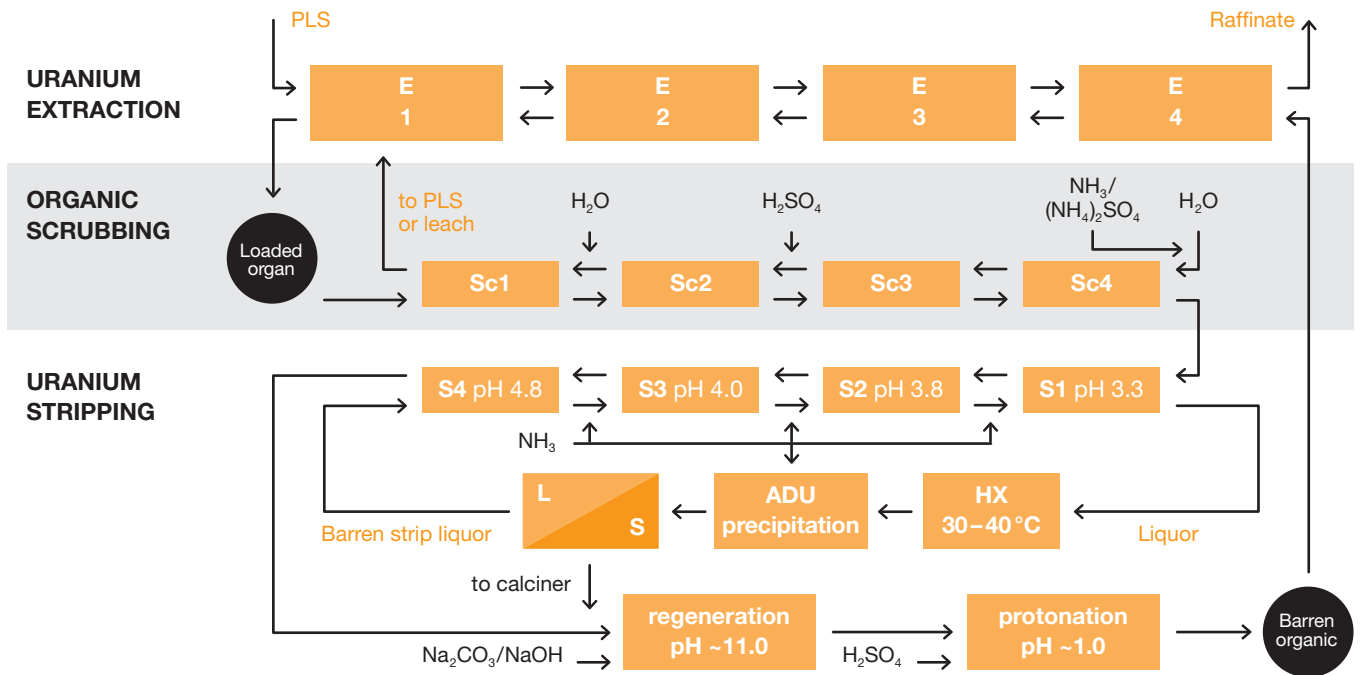 PLS
Raffinate
URANIUM
EXTRACTION
E
1
E
2
E
3
E
4
ORGANIC
SCRUBBING
to PLS
or leach
H₂O
H₂SO₄
NH₃/
(NH₄)₂SO₄
H₂O
Loaded
organ
Sc1
Sc2
Sc3
Sc4
URANIUM
STRIPPING
S4 pH 4.8
S3 pH 4.0
S2 pH 3.8
S1 pH 3.3
NH₃
L
S
ADU
precipitation
HX
30–40 °C
Barren strip liquor
Liquor
to calciner
regeneration
pH ~11.0
protonation
pH ~1.0
Barren
organic
Na₂CO₃/NaOH
H₂SO₄